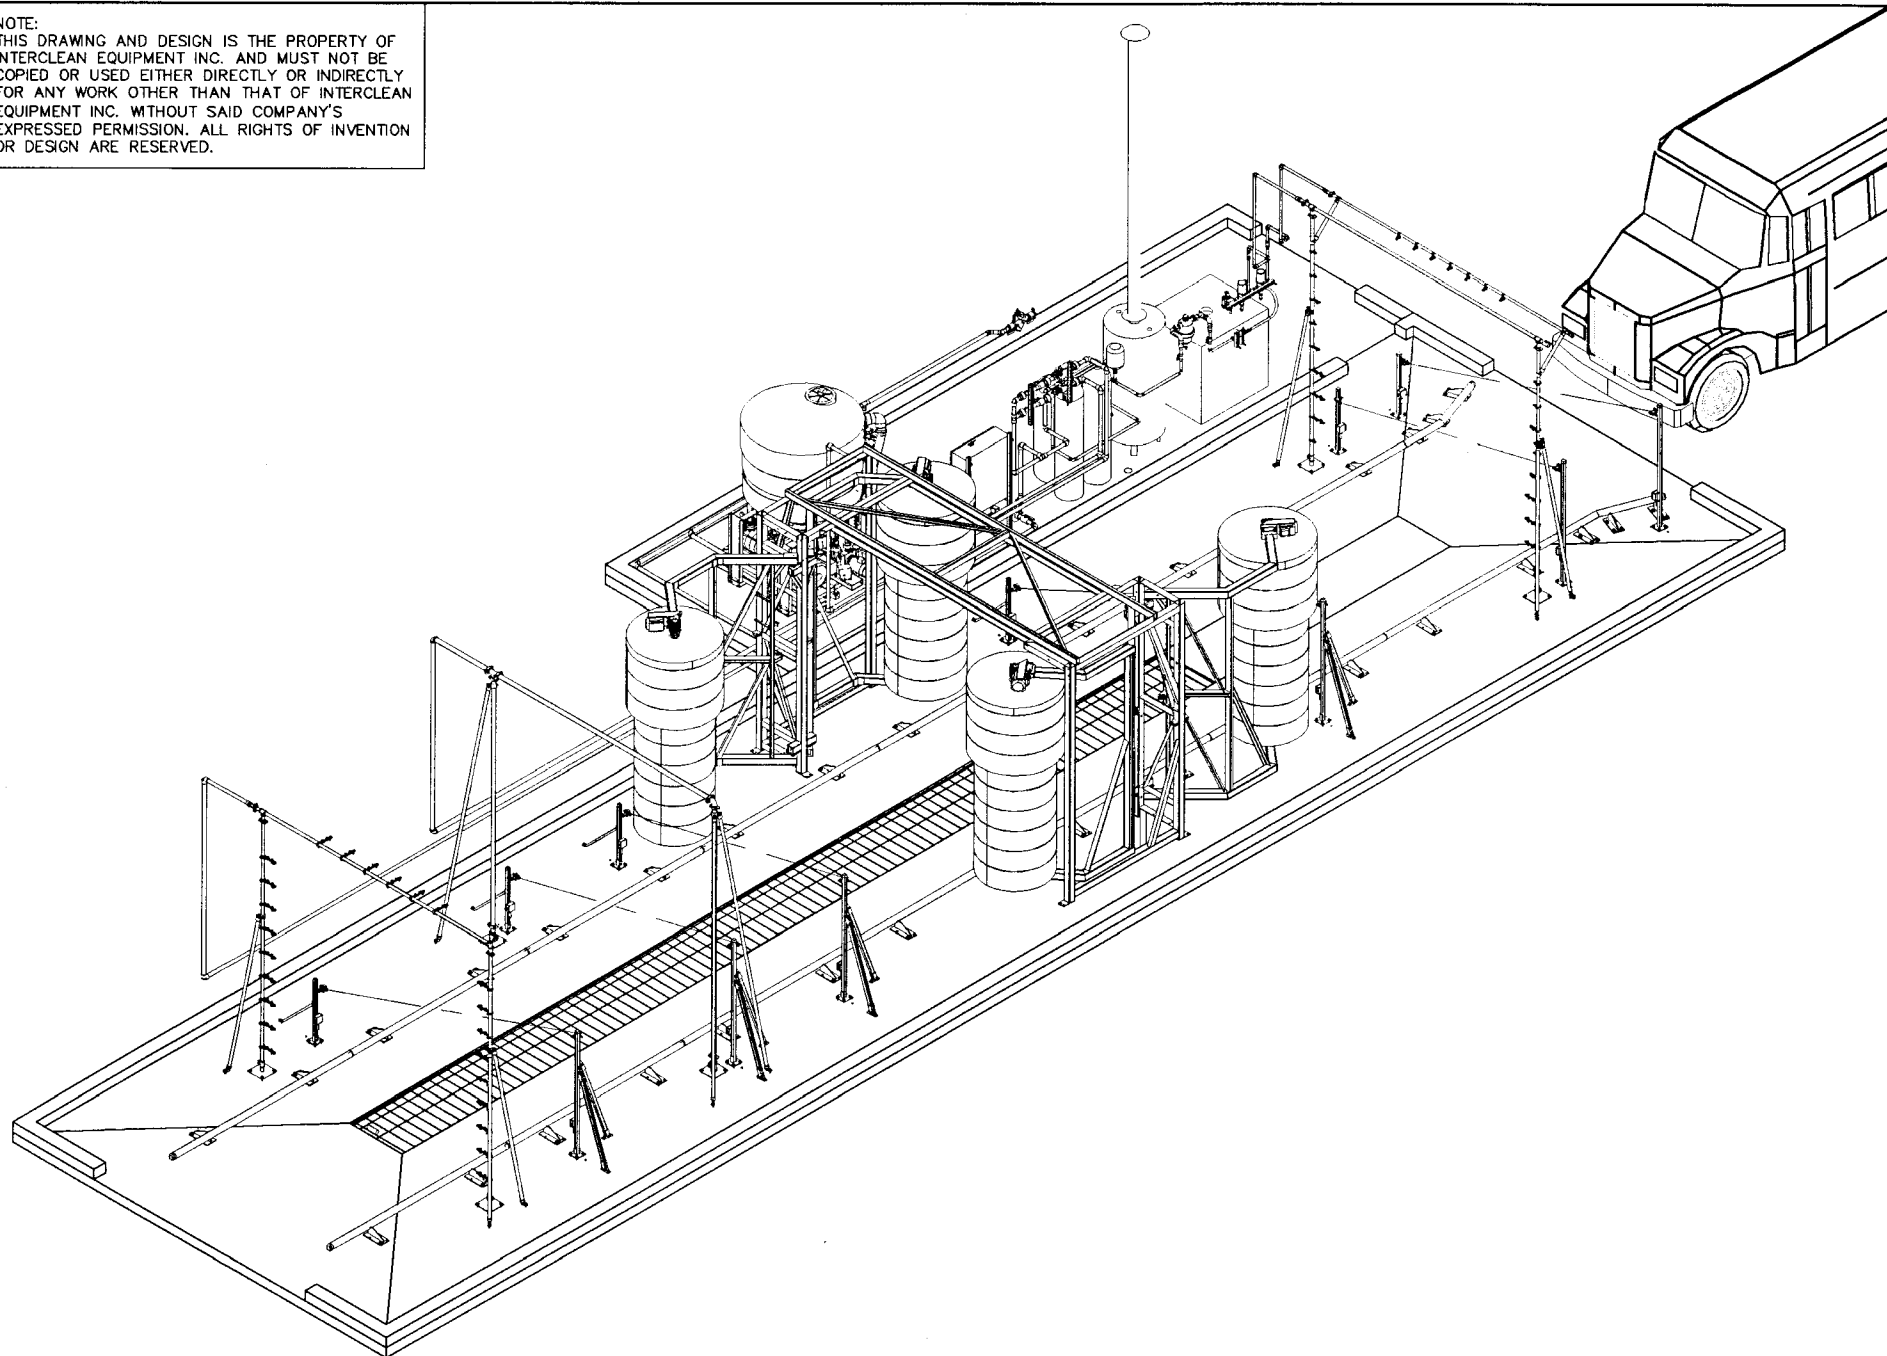 NOTE:
THIS DRAWING AND DESIGN IS THE PROPERTY OF
INTERCLEAN EQUIPMENT INC. AND MUST NOT BE
COPIED OR USED EITHER DIRECTLY OR INDIRECTLY
FOR ANY WORK OTHER THAN THAT OF INTERCLEAN
EQUIPMENT INC. WITHOUT SAID COMPANY'S
EXPRESSED PERMISSION. ALL RIGHTS OF INVENTION
OR DESIGN ARE RESERVED.